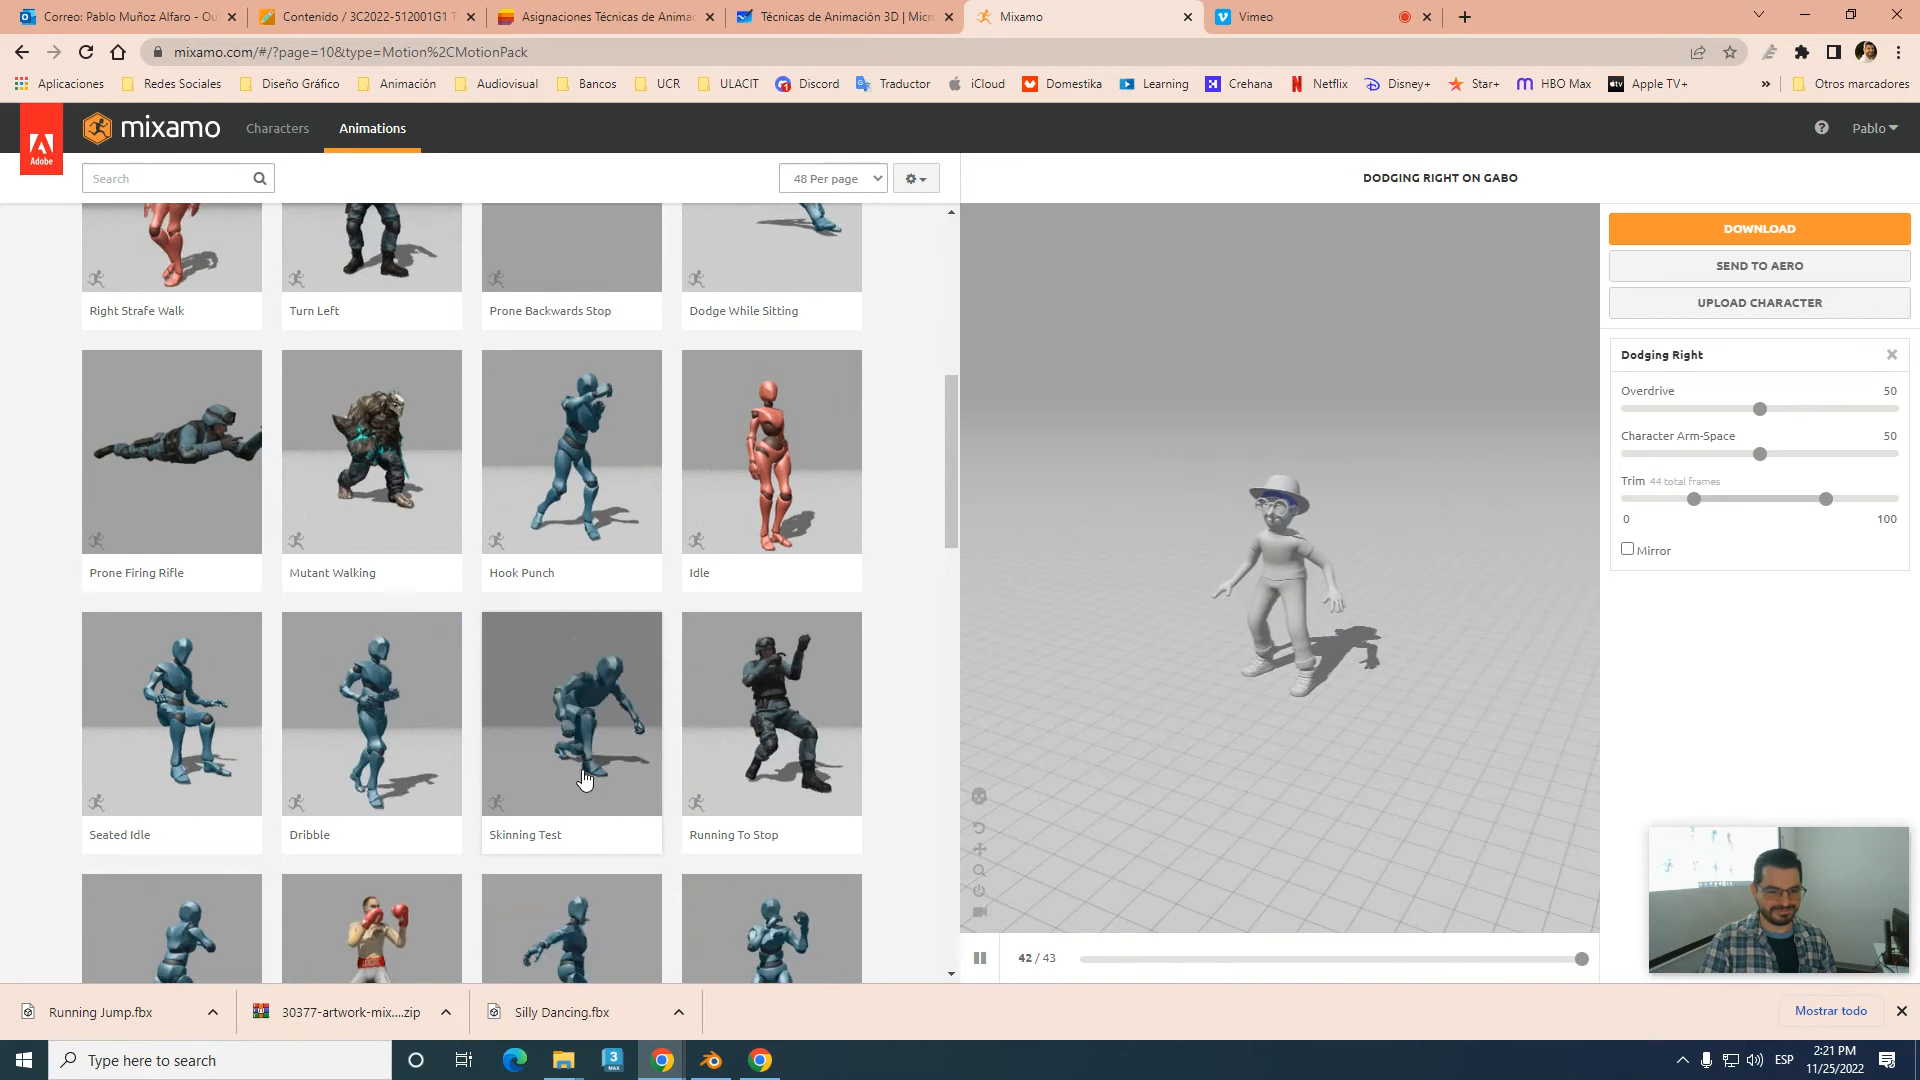 Correo: Pablo Muñoz Alfaro - Ou
Contenido / 3C2022-512001G1 T
Asignaciones Técnicas de Animac
Técnicas de Animación 3D | Micr
Mixamo
Vimeo
mixamo.com/#/?page=10&type=Motion%2CMotionPack
Aplicaciones
Redes Sociales
Diseño Gráfico
Animación
Audiovisual
Bancos
UCR
ULACIT
Discord
Traductor
iCloud
Domestika
Learning
Crehana
Netflix
Disney+
Star+
HBO Max
Apple TV+
»
Otros marcadores
Adobe
mixamo
Characters
Animations
Pablo
Search
48 Per page
DODGING RIGHT ON GABO
Right Strafe Walk
Turn Left
Prone Backwards Stop
Dodge While Sitting
Prone Firing Rifle
Mutant Walking
Hook Punch
Idle
Seated Idle
Dribble
Skinning Test
Running To Stop
DOWNLOAD
SEND TO AERO
UPLOAD CHARACTER
Dodging Right
Overdrive 50
Character Arm-Space 50
Trim 44 total frames
0 100
Mirror
42 / 43
Running Jump.fbx
30377-artwork-mix....zip
Silly Dancing.fbx
Mostrar todo
Type here to search
3
MAX
ESP
2:21 PM
11/25/2022